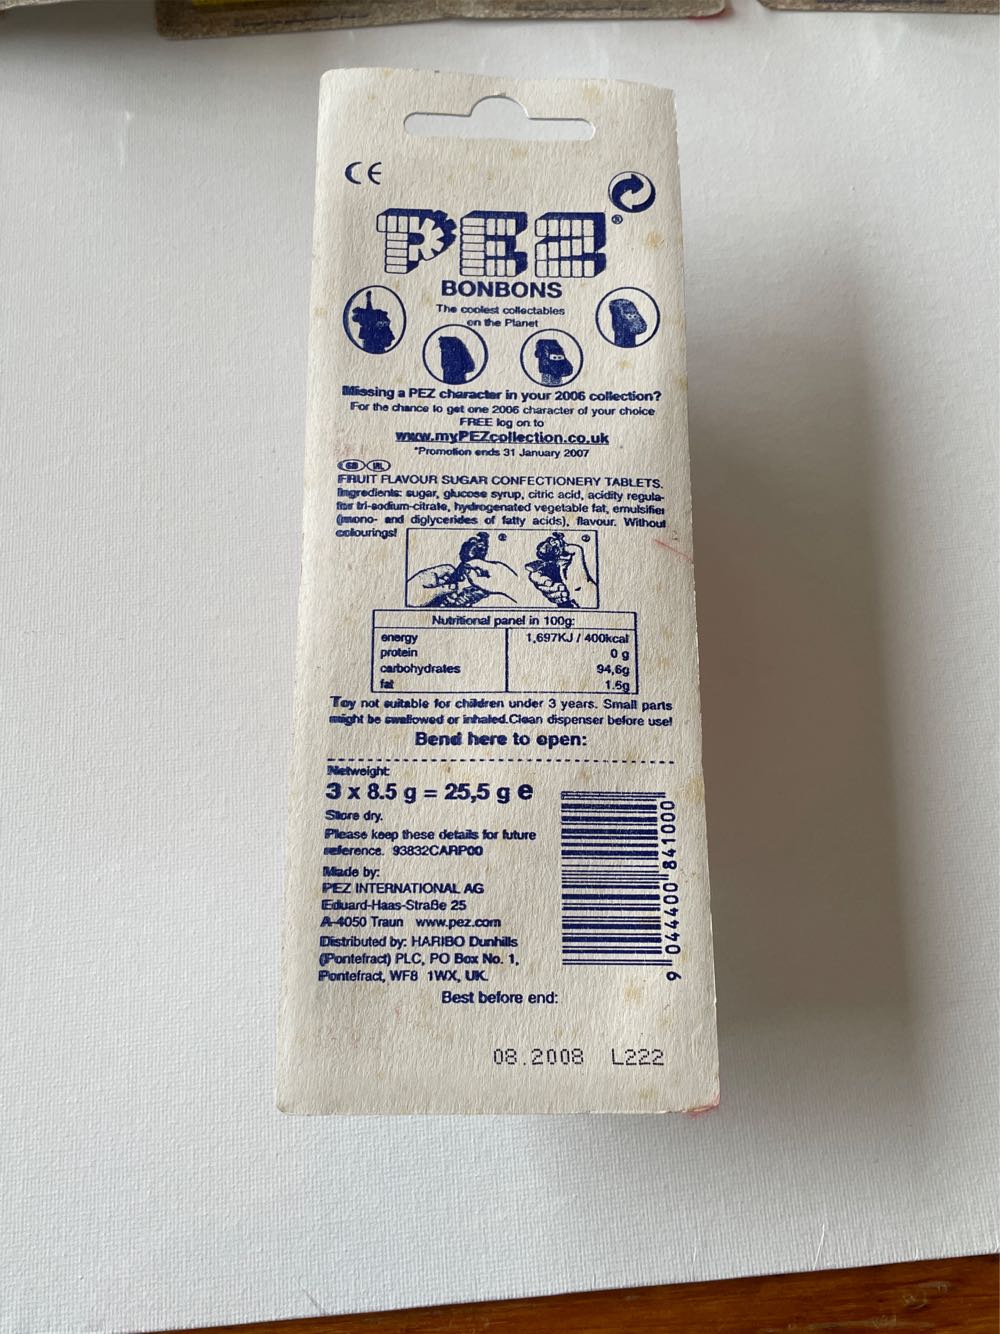 CE
PEZ®
BONBONS
The coolest collectables
on the Planet
Missing a PEZ character in your 2006 collection?
For the chance to get one 2006 character of your choice
FREE log on to
www.myPEZcollection.co.uk
*Promotion ends 31 January 2007
GB IRL
FRUIT FLAVOUR SUGAR CONFECTIONERY TABLETS.
Ingredients: sugar, glucose syrup, citric acid, acidity regula-
tor tri-sodium-citrate, hydrogenated vegetable fat, emulsifier
(mono- and diglycerides of fatty acids), flavour. Without
colourings!
1 2
Nutritional panel in 100g:
energy 1,697KJ / 400kcal
protein 0 g
carbohydrates 94,6g
fat 1.5g
Toy not suitable for children under 3 years. Small parts
might be swallowed or inhaled.Clean dispenser before use!
Bend here to open:
Netweight:
3 x 8.5 g = 25,5 g e
Store dry.
Please keep these details for future
reference. 93832CARP00
Made by:
PEZ INTERNATIONAL AG
Eduard-Haas-Straße 25
A-4050 Traun www.pez.com
Distributed by: HARIBO Dunhills
(Pontefract) PLC, PO Box No. 1,
Pontefract, WF8 1WX, UK.
9 044400 841000
Best before end:
08.2008 L222